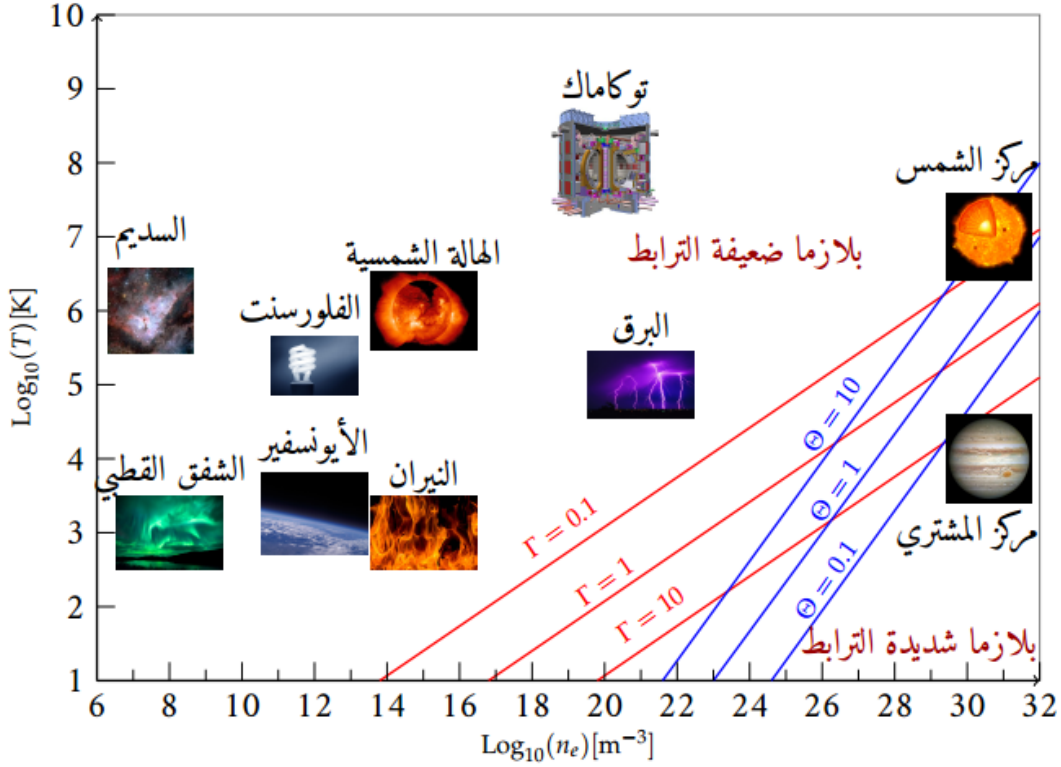 10
9
8
7
6
5
4
3
2
1
Log₁₀(T)[K]
توكاماك
مركز الشمس
السديم
الهالة الشمسية
بلازما ضعيفة الترابط
الفلورسنت
البرق
الأيونسفير
الشفق القطبي
النيران
مركز المشتري
بلازما شديدة الترابط
Γ = 0.1
Γ = 1
Γ = 10
Θ = 10
Θ = 1
Θ = 0.1
6 8 10 12 14 16 18 20 22 24 26 28 30 32
Log₁₀(nₑ)[m⁻³]